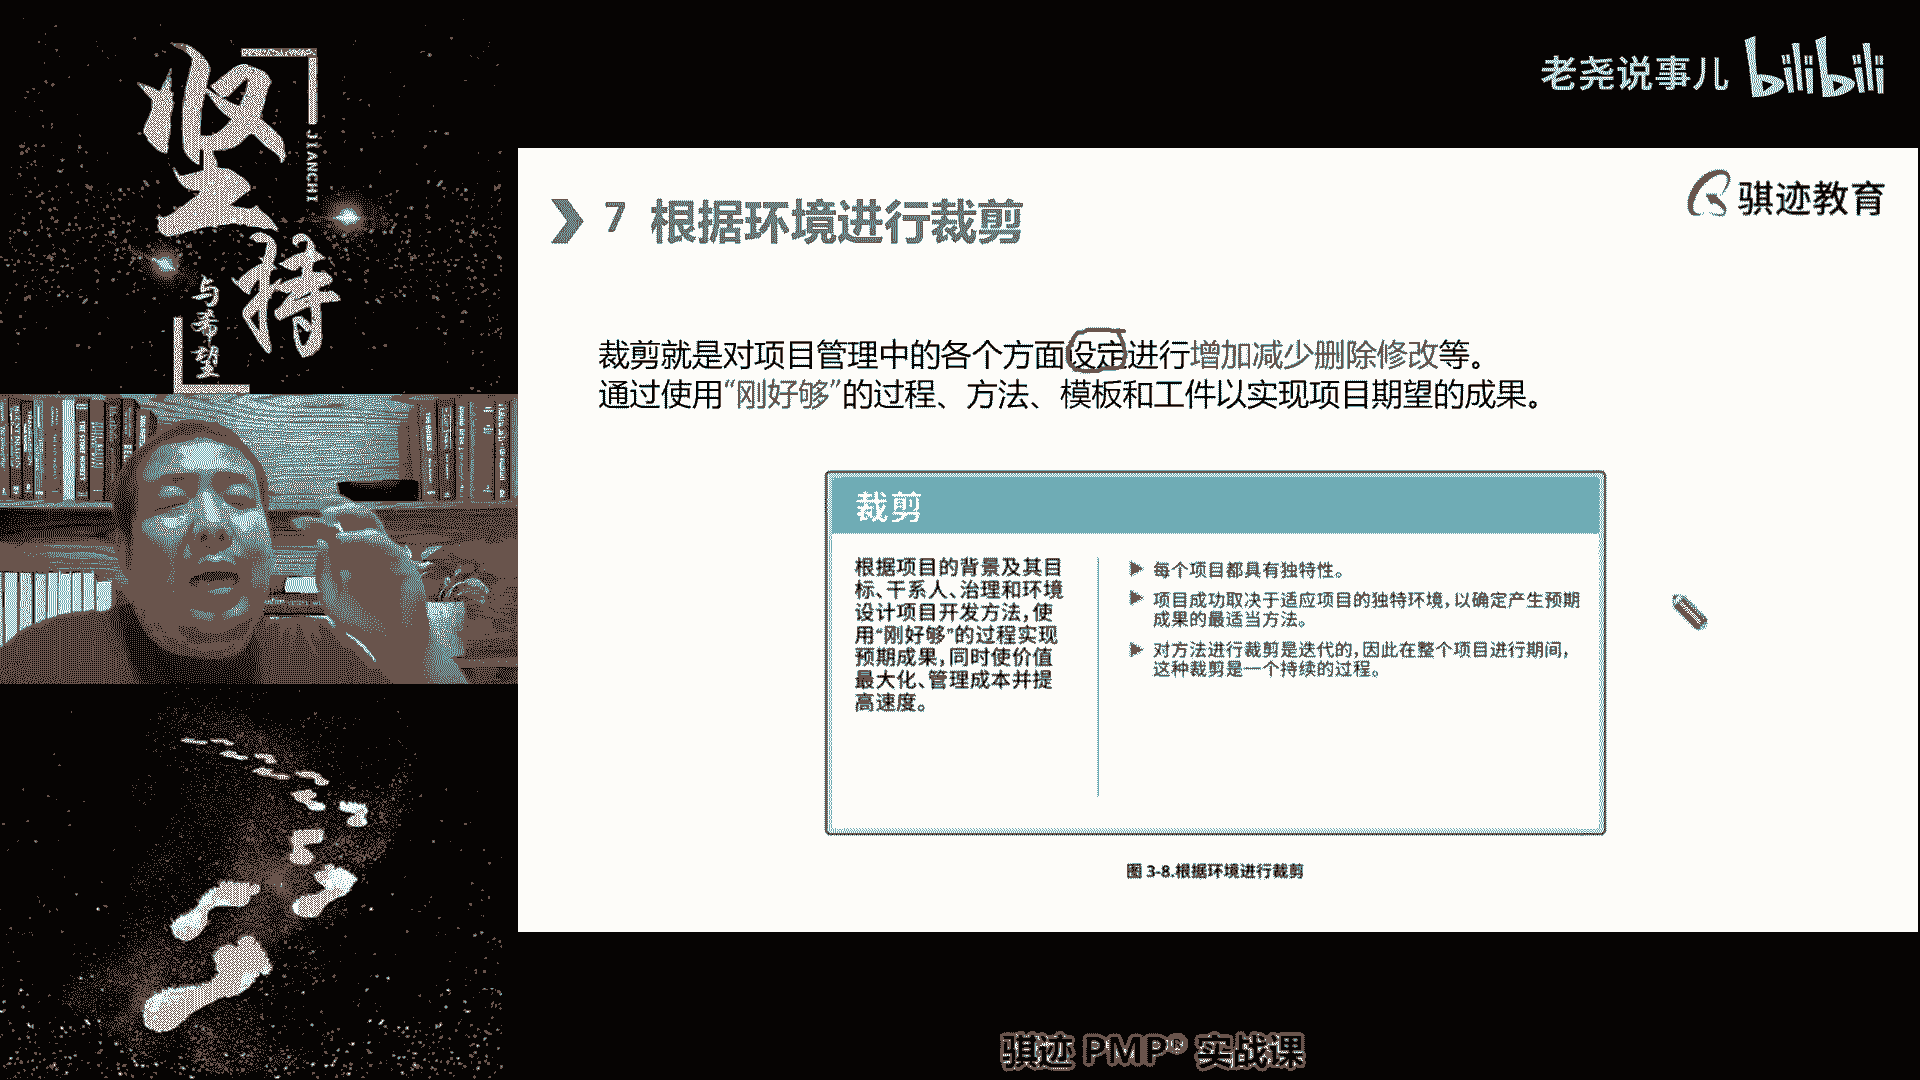 坚持
JIANCHI
与希望
老尧说事儿 bilibili
骐迹教育
7 根据环境进行裁剪
裁剪就是对项目管理中的各个方面设定进行增加减少删除修改等。
通过使用“刚好够”的过程、方法、模板和工件以实现项目期望的成果。
裁剪
根据项目的背景及其目
标、干系人、治理和环境
设计项目开发方法，使
用“刚好够”的过程实现
预期成果，同时使价值
最大化、管理成本并提
高速度。
每个项目都具有独特性。
项目成功取决于适应项目的独特环境，以确定产生预期
成果的最适当方法。
对方法进行裁剪是迭代的，因此在整个项目进行期间，
这种裁剪是一个持续的过程。
图 3-8.根据环境进行裁剪
骐迹 PMP® 实战课